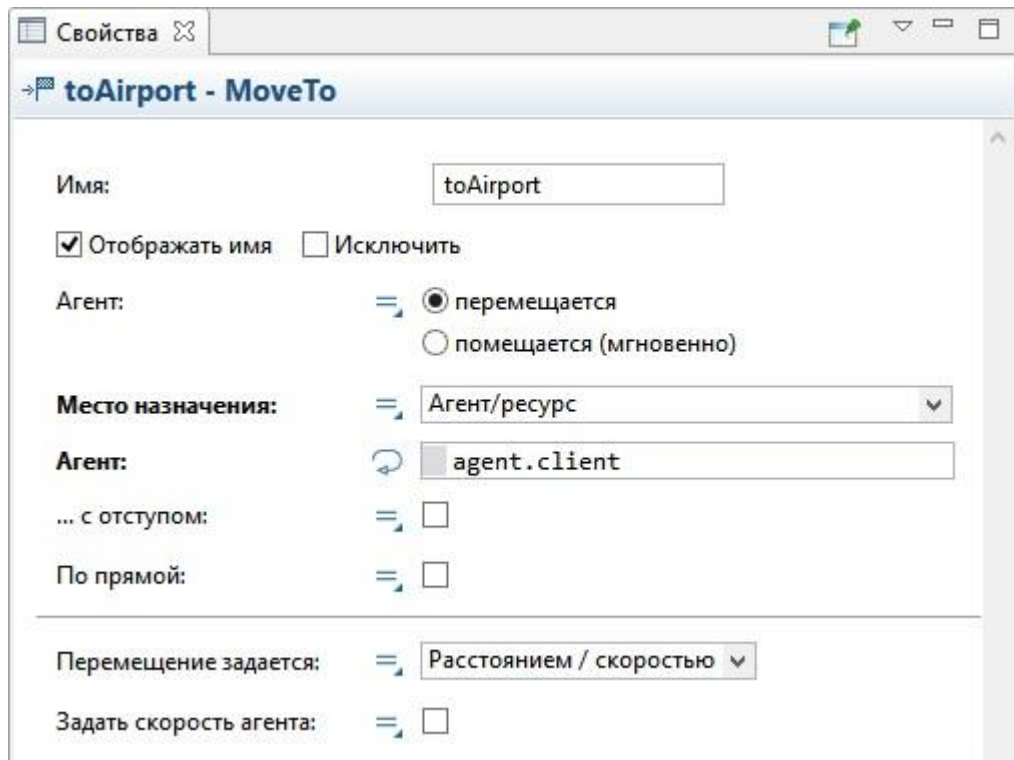 Свойства
toAirport - MoveTo
Имя: toAirport
Отображать имя Исключить
Агент: перемещается
помещается (мгновенно)
Место назначения: Агент/ресурс
Агент: agent.client
... с отступом:
По прямой:
Перемещение задается: Расстоянием / скоростью
Задать скорость агента: